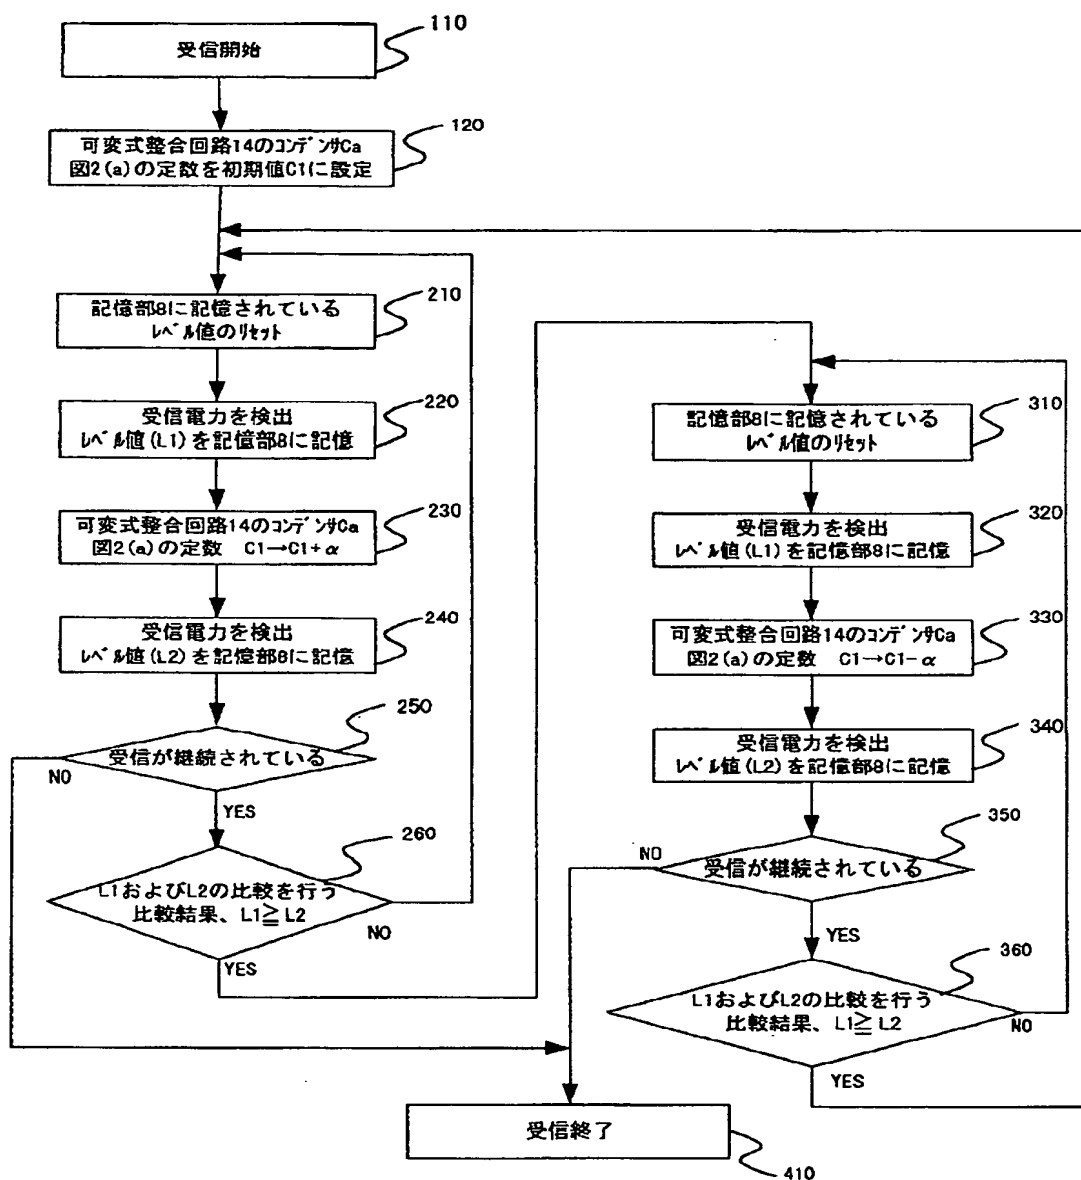 受信開始
110
可変式整合回路14のｺﾝﾃﾞﾝｻCa
図2(a)の定数を初期値C1に設定
120
記憶部8に記憶されている
ﾚﾍﾞﾙ値のﾘｾｯﾄ
210
受信電力を検出
ﾚﾍﾞﾙ値(L1)を記憶部8に記憶
220
可変式整合回路14のｺﾝﾃﾞﾝｻCa
図2(a)の定数 C1→C1+α
230
受信電力を検出
ﾚﾍﾞﾙ値(L2)を記憶部8に記憶
240
受信が継続されている
250
NO
YES
L1およびL2の比較を行う
比較結果、L1≧L2
260
NO
YES
記憶部8に記憶されている
ﾚﾍﾞﾙ値のﾘｾｯﾄ
310
受信電力を検出
ﾚﾍﾞﾙ値(L1)を記憶部8に記憶
320
可変式整合回路14のｺﾝﾃﾞﾝｻCa
図2(a)の定数 C1→C1-α
330
受信電力を検出
ﾚﾍﾞﾙ値(L2)を記憶部8に記憶
340
受信が継続されている
350
NO
YES
L1およびL2の比較を行う
比較結果、L1≧L2
360
NO
YES
受信終了
410